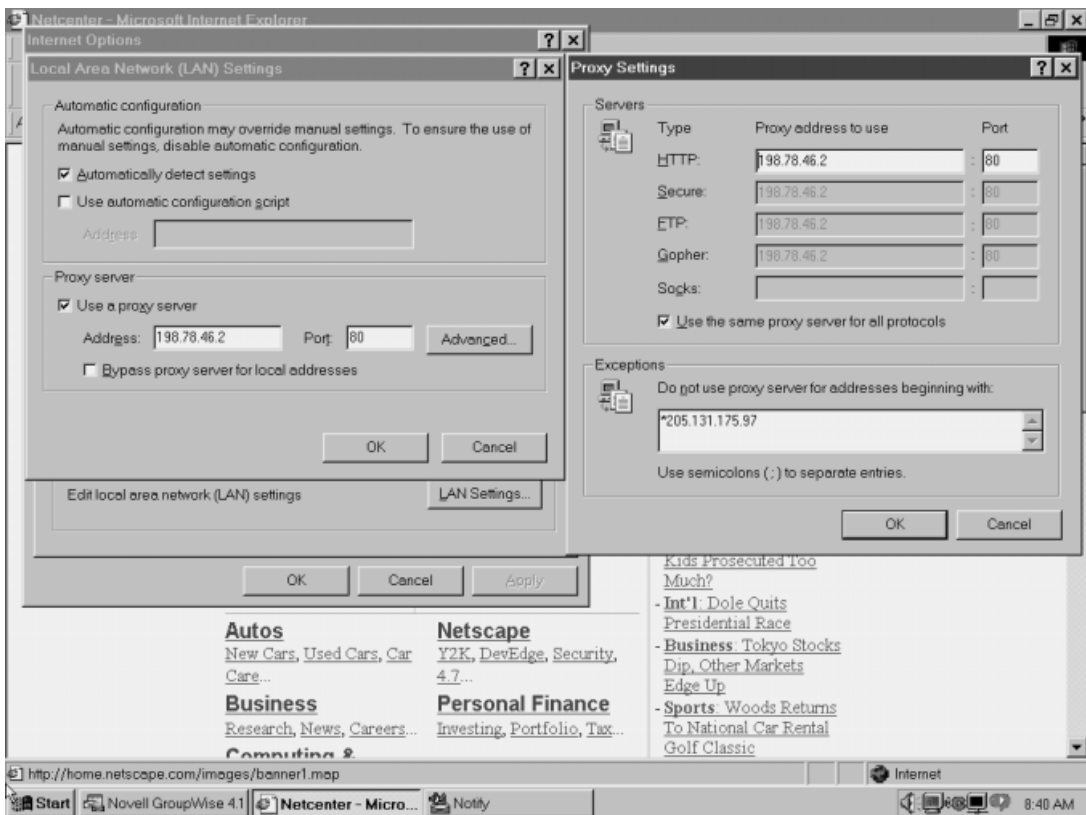 Netcenter - Microsoft Internet Explorer
Internet Options
Local Area Network (LAN) Settings
Automatic configuration
Automatic configuration may override manual settings. To ensure the use of
manual settings, disable automatic configuration.
Automatically detect settings
Use automatic configuration script
Address
Proxy server
Use a proxy server
Address: 198.78.46.2 Port: 80 Advanced...
Bypass proxy server for local addresses
OK Cancel
Edit local area network (LAN) settings LAN Settings...
OK Cancel Apply
Proxy Settings
Servers
Type Proxy address to use Port
HTTP: 198.78.46.2 : 80
Secure: 198.78.46.2 : 80
FTP: 198.78.46.2 : 80
Gopher: 198.78.46.2 : 80
Socks: :
Use the same proxy server for all protocols
Exceptions
Do not use proxy server for addresses beginning with:
*205.131.175.97
Use semicolons ( ; ) to separate entries.
OK Cancel
Autos
New Cars, Used Cars, Car
Care...
Business
Research, News, Careers...
Computing &
Netscape
Y2K, DevEdge, Security,
4.7...
Personal Finance
Investing, Portfolio, Tax...
Kids Prosecuted Too
Much?
- Int'l: Dole Quits
Presidential Race
- Business: Tokyo Stocks
Dip, Other Markets
Edge Up
- Sports: Woods Returns
To National Car Rental
Golf Classic
http://home.netscape.com/images/banner1.map Internet
Start Novell GroupWise 4.1 Netcenter - Micro... Notify 8:40 AM